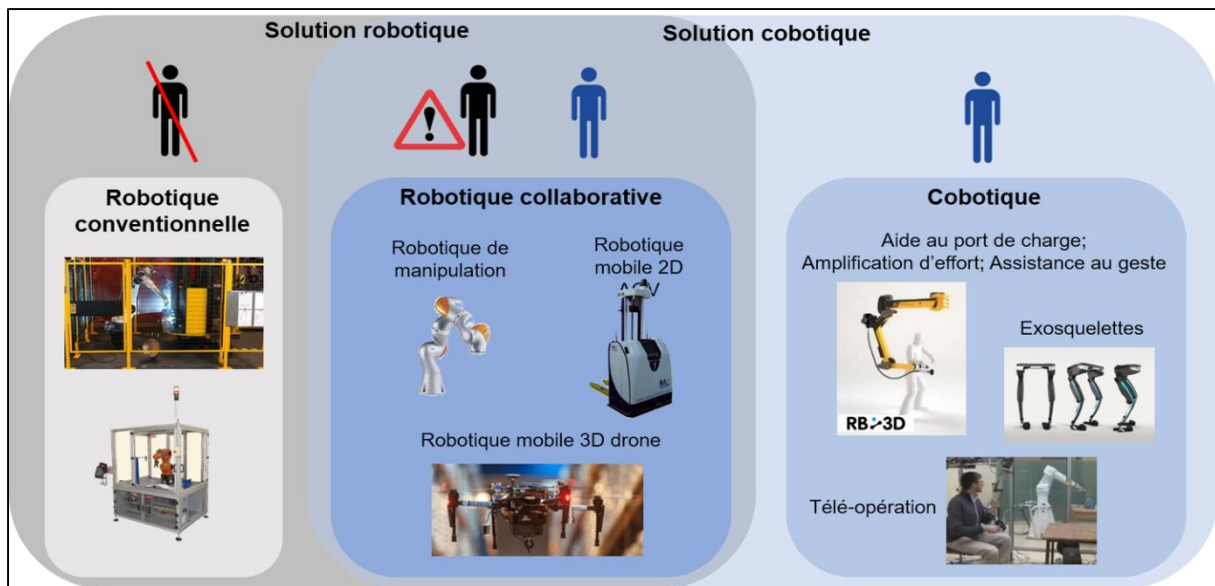 Solution robotique
Solution cobotique
!
Robotique
conventionnelle
Robotique collaborative
Robotique de
manipulation
Robotique
mobile 2D
Robotique mobile 3D drone
Cobotique
Aide au port de charge;
Amplification d'effort; Assistance au geste
RB3D
Exosquelettes
Télé-opération